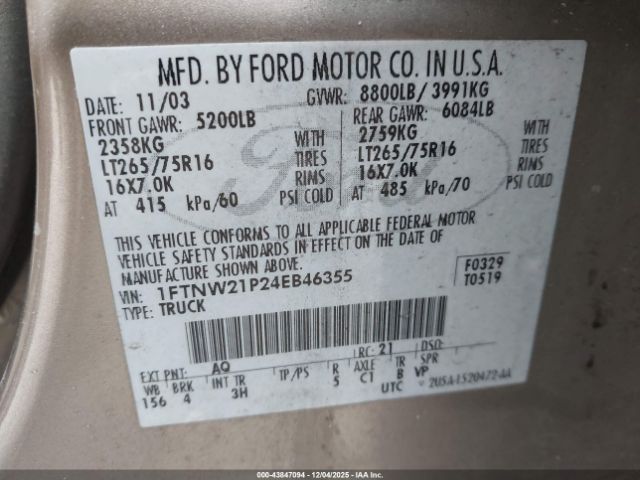 MFD. BY FORD MOTOR CO. IN U.S.A.
DATE: 11/03 GVWR: 8800LB/ 3991KG
FRONT GAWR: 5200LB REAR GAWR: 6084LB
2358KG WITH 2759KG WITH
LT265/75R16 TIRES LT265/75R16 TIRES
16X7.0K RIMS 16X7.0K RIMS
AT 415 kPa/60 PSI COLD AT 485 kPa/70 PSI COLD
THIS VEHICLE CONFORMS TO ALL APPLICABLE FEDERAL MOTOR
VEHICLE SAFETY STANDARDS IN EFFECT ON THE DATE OF
MANUFACTURE SHOWN ABOVE.
VIN: 1FTNW21P24EB46355 F0329
TYPE: TRUCK T0519
EXT PNT: AQ RC: 21 DSO:
WB BRK INT TR TP/PS R AXLE TR SPR
156 4 3H 5 C1 B VP
UTC
Ford
00-43847094 - 12/04/2025 - IAAI.COM